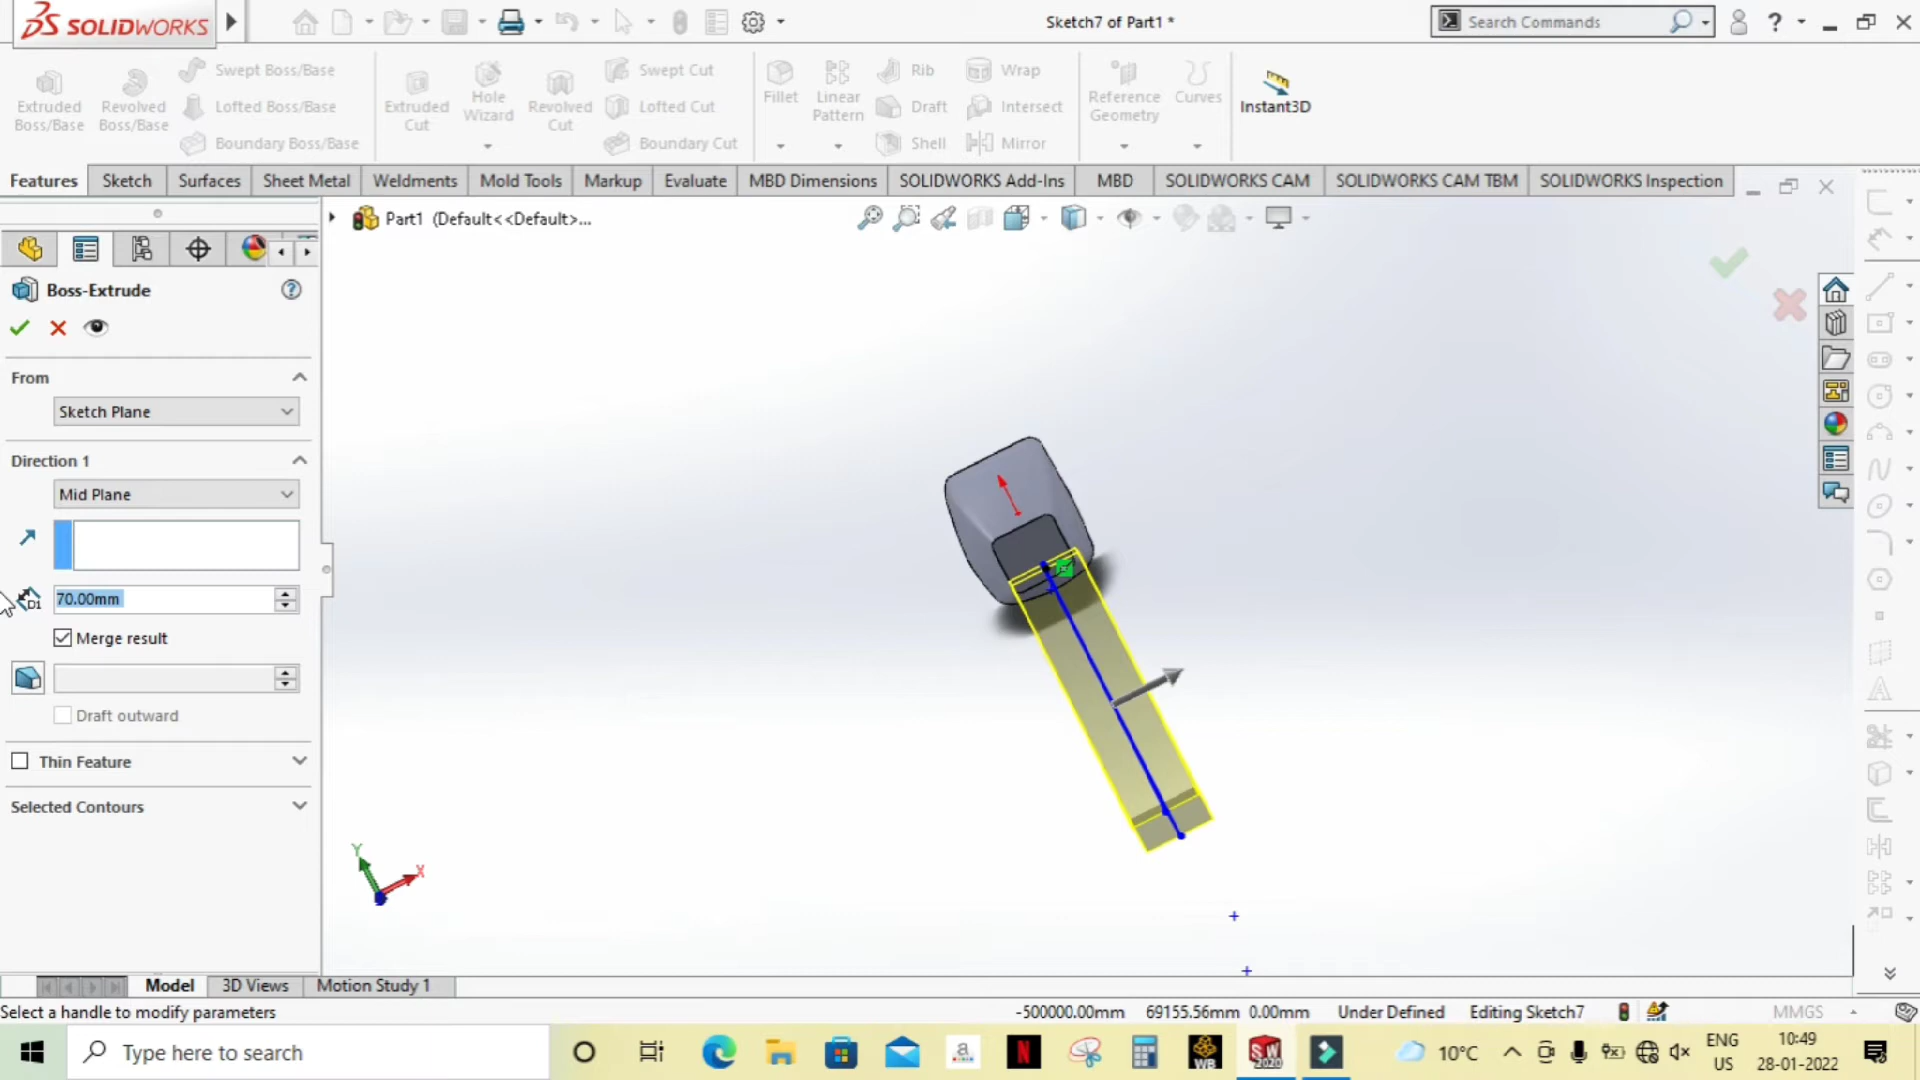 SOLIDWORKS
Sketch7 of Part1 *
Search Commands
Extruded Boss/Base
Revolved Boss/Base
Swept Boss/Base
Lofted Boss/Base
Boundary Boss/Base
Extruded Cut
Hole Wizard
Revolved Cut
Swept Cut
Lofted Cut
Boundary Cut
Fillet
Linear Pattern
Rib
Draft
Shell
Wrap
Intersect
Mirror
Reference Geometry
Curves
Instant3D
Features Sketch Surfaces Sheet Metal Weldments Mold Tools Markup Evaluate MBD Dimensions SOLIDWORKS Add-Ins MBD SOLIDWORKS CAM SOLIDWORKS CAM TBM SOLIDWORKS Inspection
Part1 (Default<<Default>...
Boss-Extrude
From
Sketch Plane
Direction 1
Mid Plane
D1
70.00mm
Merge result
Draft outward
Thin Feature
Selected Contours
Y
X
Model 3D Views Motion Study 1
Select a handle to modify parameters
-500000.00mm 69155.56mm 0.00mm Under Defined Editing Sketch7 MMGS
Type here to search
a
N
WB
SW
2020
10°C
ENG
US
10:49
28-01-2022